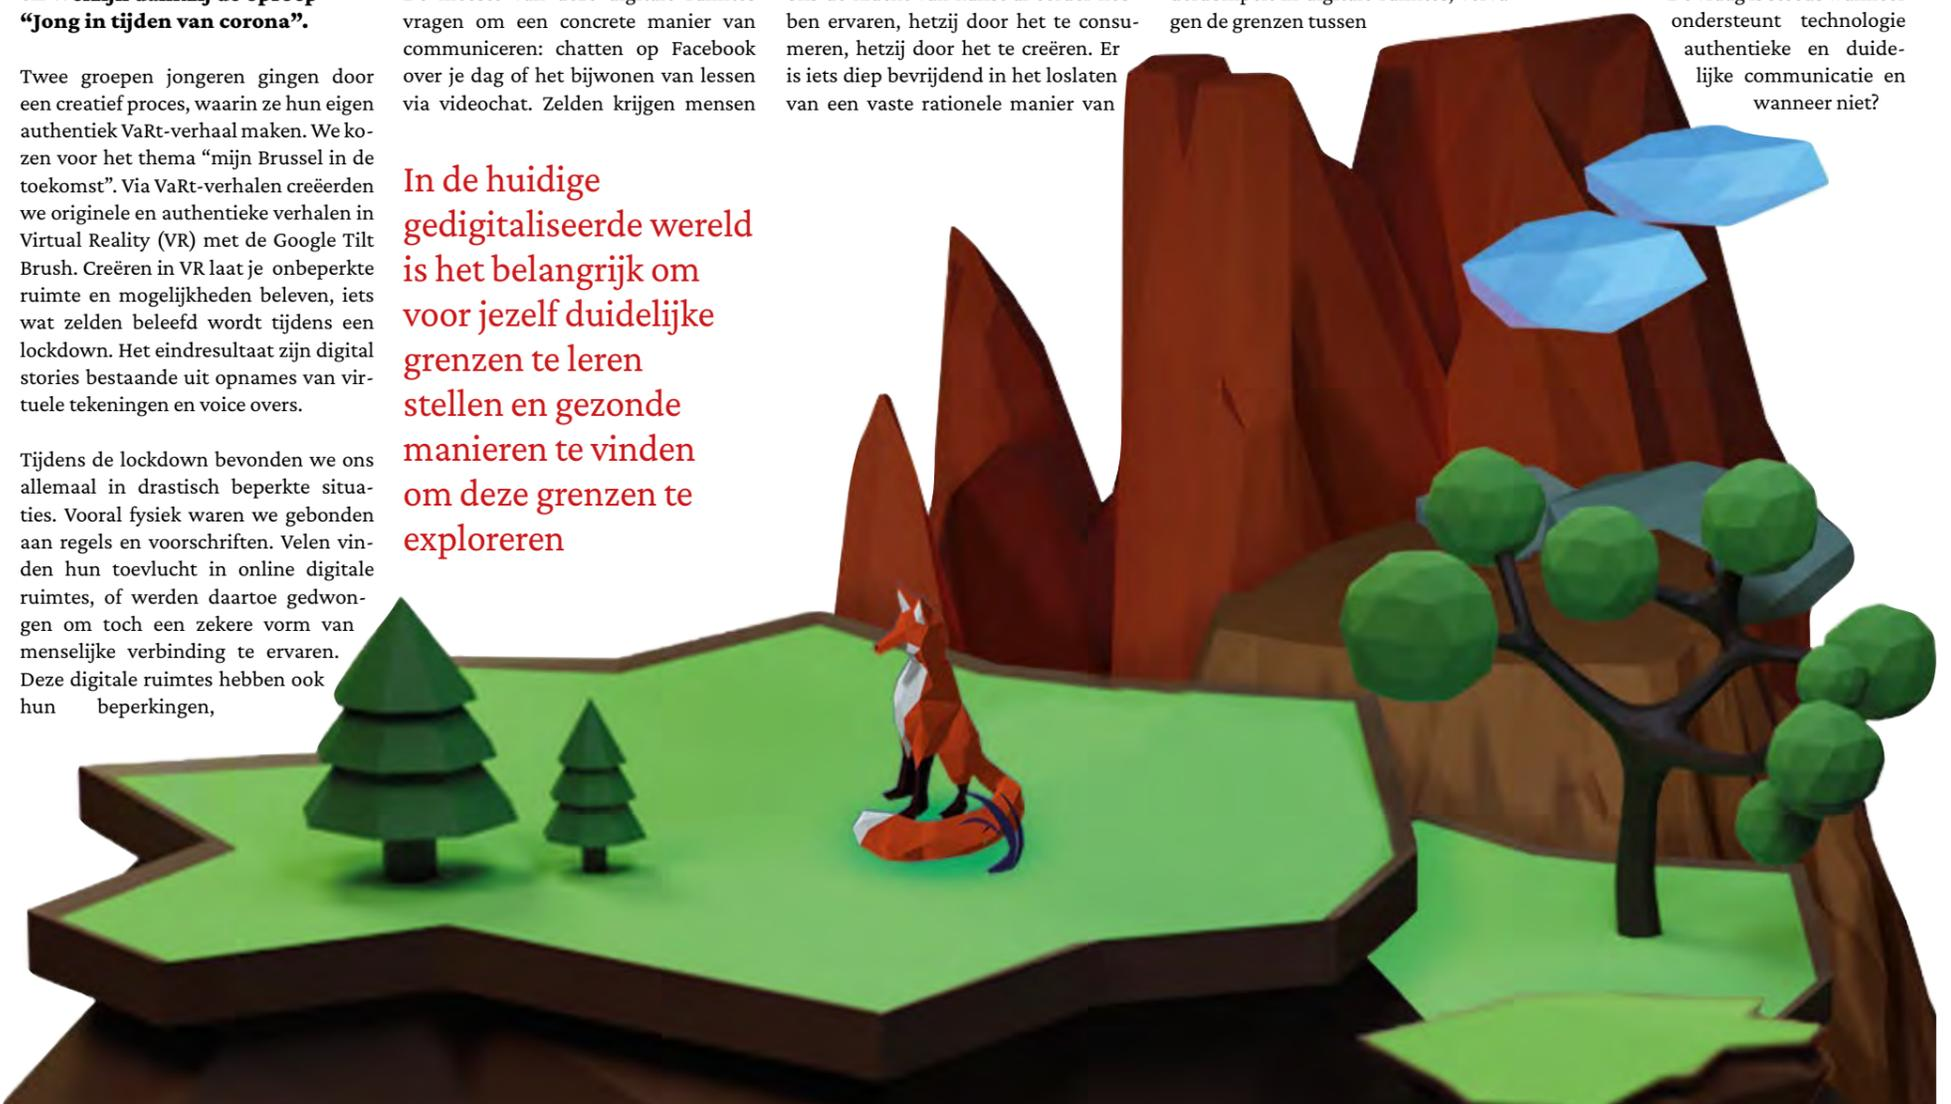 “Jong in tijden van corona”.
Twee groepen jongeren gingen door
een creatief proces, waarin ze hun eigen
authentiek VaRt-verhaal maken. We ko-
zen voor het thema “mijn Brussel in de
toekomst”. Via VaRt-verhalen creëerden
we originele en authentieke verhalen in
Virtual Reality (VR) met de Google Tilt
Brush. Creëren in VR laat je onbeperkte
ruimte en mogelijkheden beleven, iets
wat zelden beleefd wordt tijdens een
lockdown. Het eindresultaat zijn digital
stories bestaande uit opnames van vir-
tuele tekeningen en voice overs.
Tijdens de lockdown bevonden we ons
allemaal in drastisch beperkte situa-
ties. Vooral fysiek waren we gebonden
aan regels en voorschriften. Velen vin-
den hun toevlucht in online digitale
ruimtes, of werden daartoe gedwon-
gen om toch een zekere vorm van
menselijke verbinding te ervaren.
Deze digitale ruimtes hebben ook
hun beperkingen,
vragen om een concrete manier van
communiceren: chatten op Facebook
over je dag of het bijwonen van lessen
via videochat. Zelden krijgen mensen
In de huidige
gedigitaliseerde wereld
is het belangrijk om
voor jezelf duidelijke
grenzen te leren
stellen en gezonde
manieren te vinden
om deze grenzen te
exploreren
ben ervaren, hetzij door het te consu-
meren, hetzij door het te creëren. Er
is iets diep bevrijdend in het loslaten
van een vaste rationele manier van
gen de grenzen tussen
ondersteunt technologie
authentieke en duide-
lijke communicatie en
wanneer niet?